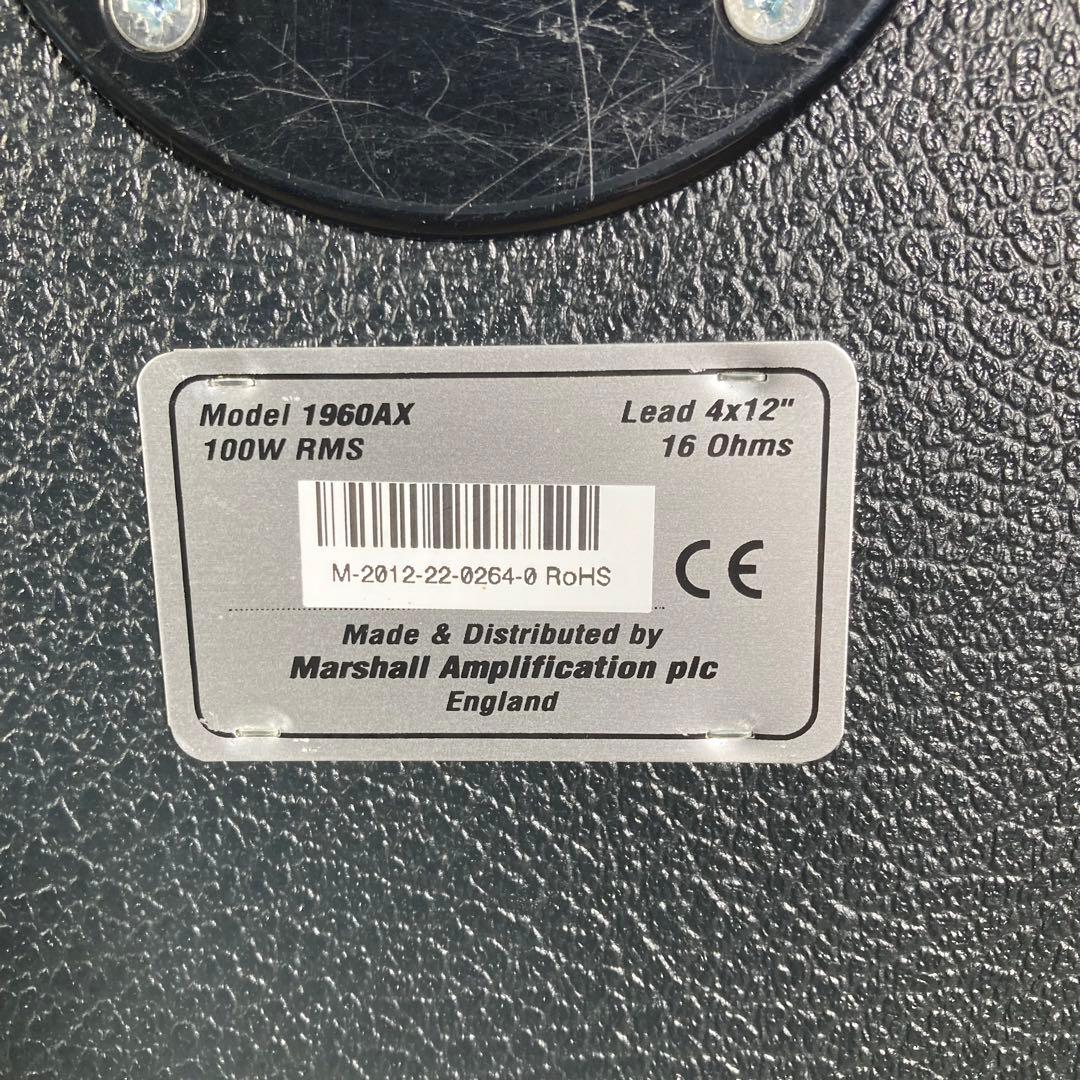 Model 1960AX
Lead 4x12"
100W RMS
16 Ohms
M-2012-22-0264-0 RoHS
CE
Made & Distributed by
Marshall Amplification plc
England